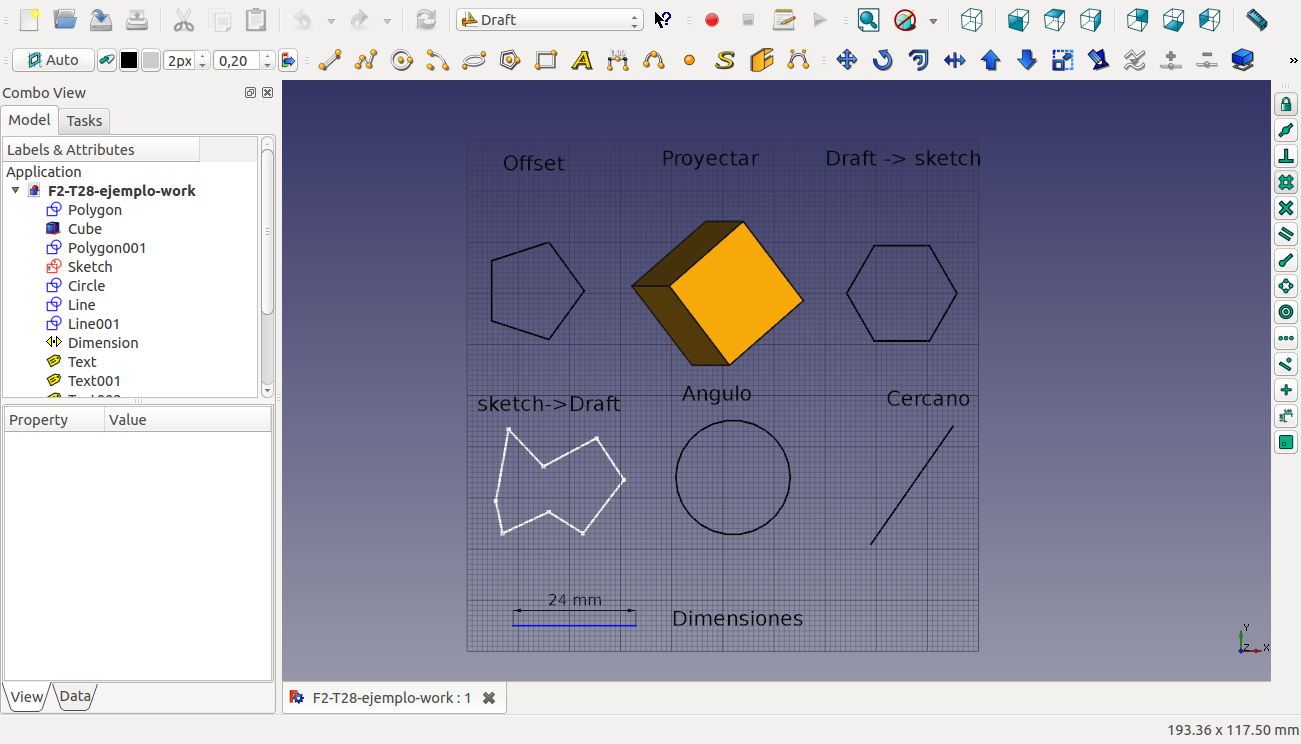 Draft
Auto
2px
0,20
»
Combo View
Model
Tasks
Labels & Attributes
Application
F2-T28-ejemplo-work
Polygon
Cube
Polygon001
Sketch
Circle
Line
Line001
Dimension
Text
Text001
Property
Value
View
Data
Offset
Proyectar
Draft -> sketch
sketch->Draft
Angulo
Cercano
24 mm
Dimensiones
Y
Z
X
F2-T28-ejemplo-work : 1
193.36 x 117.50 mm